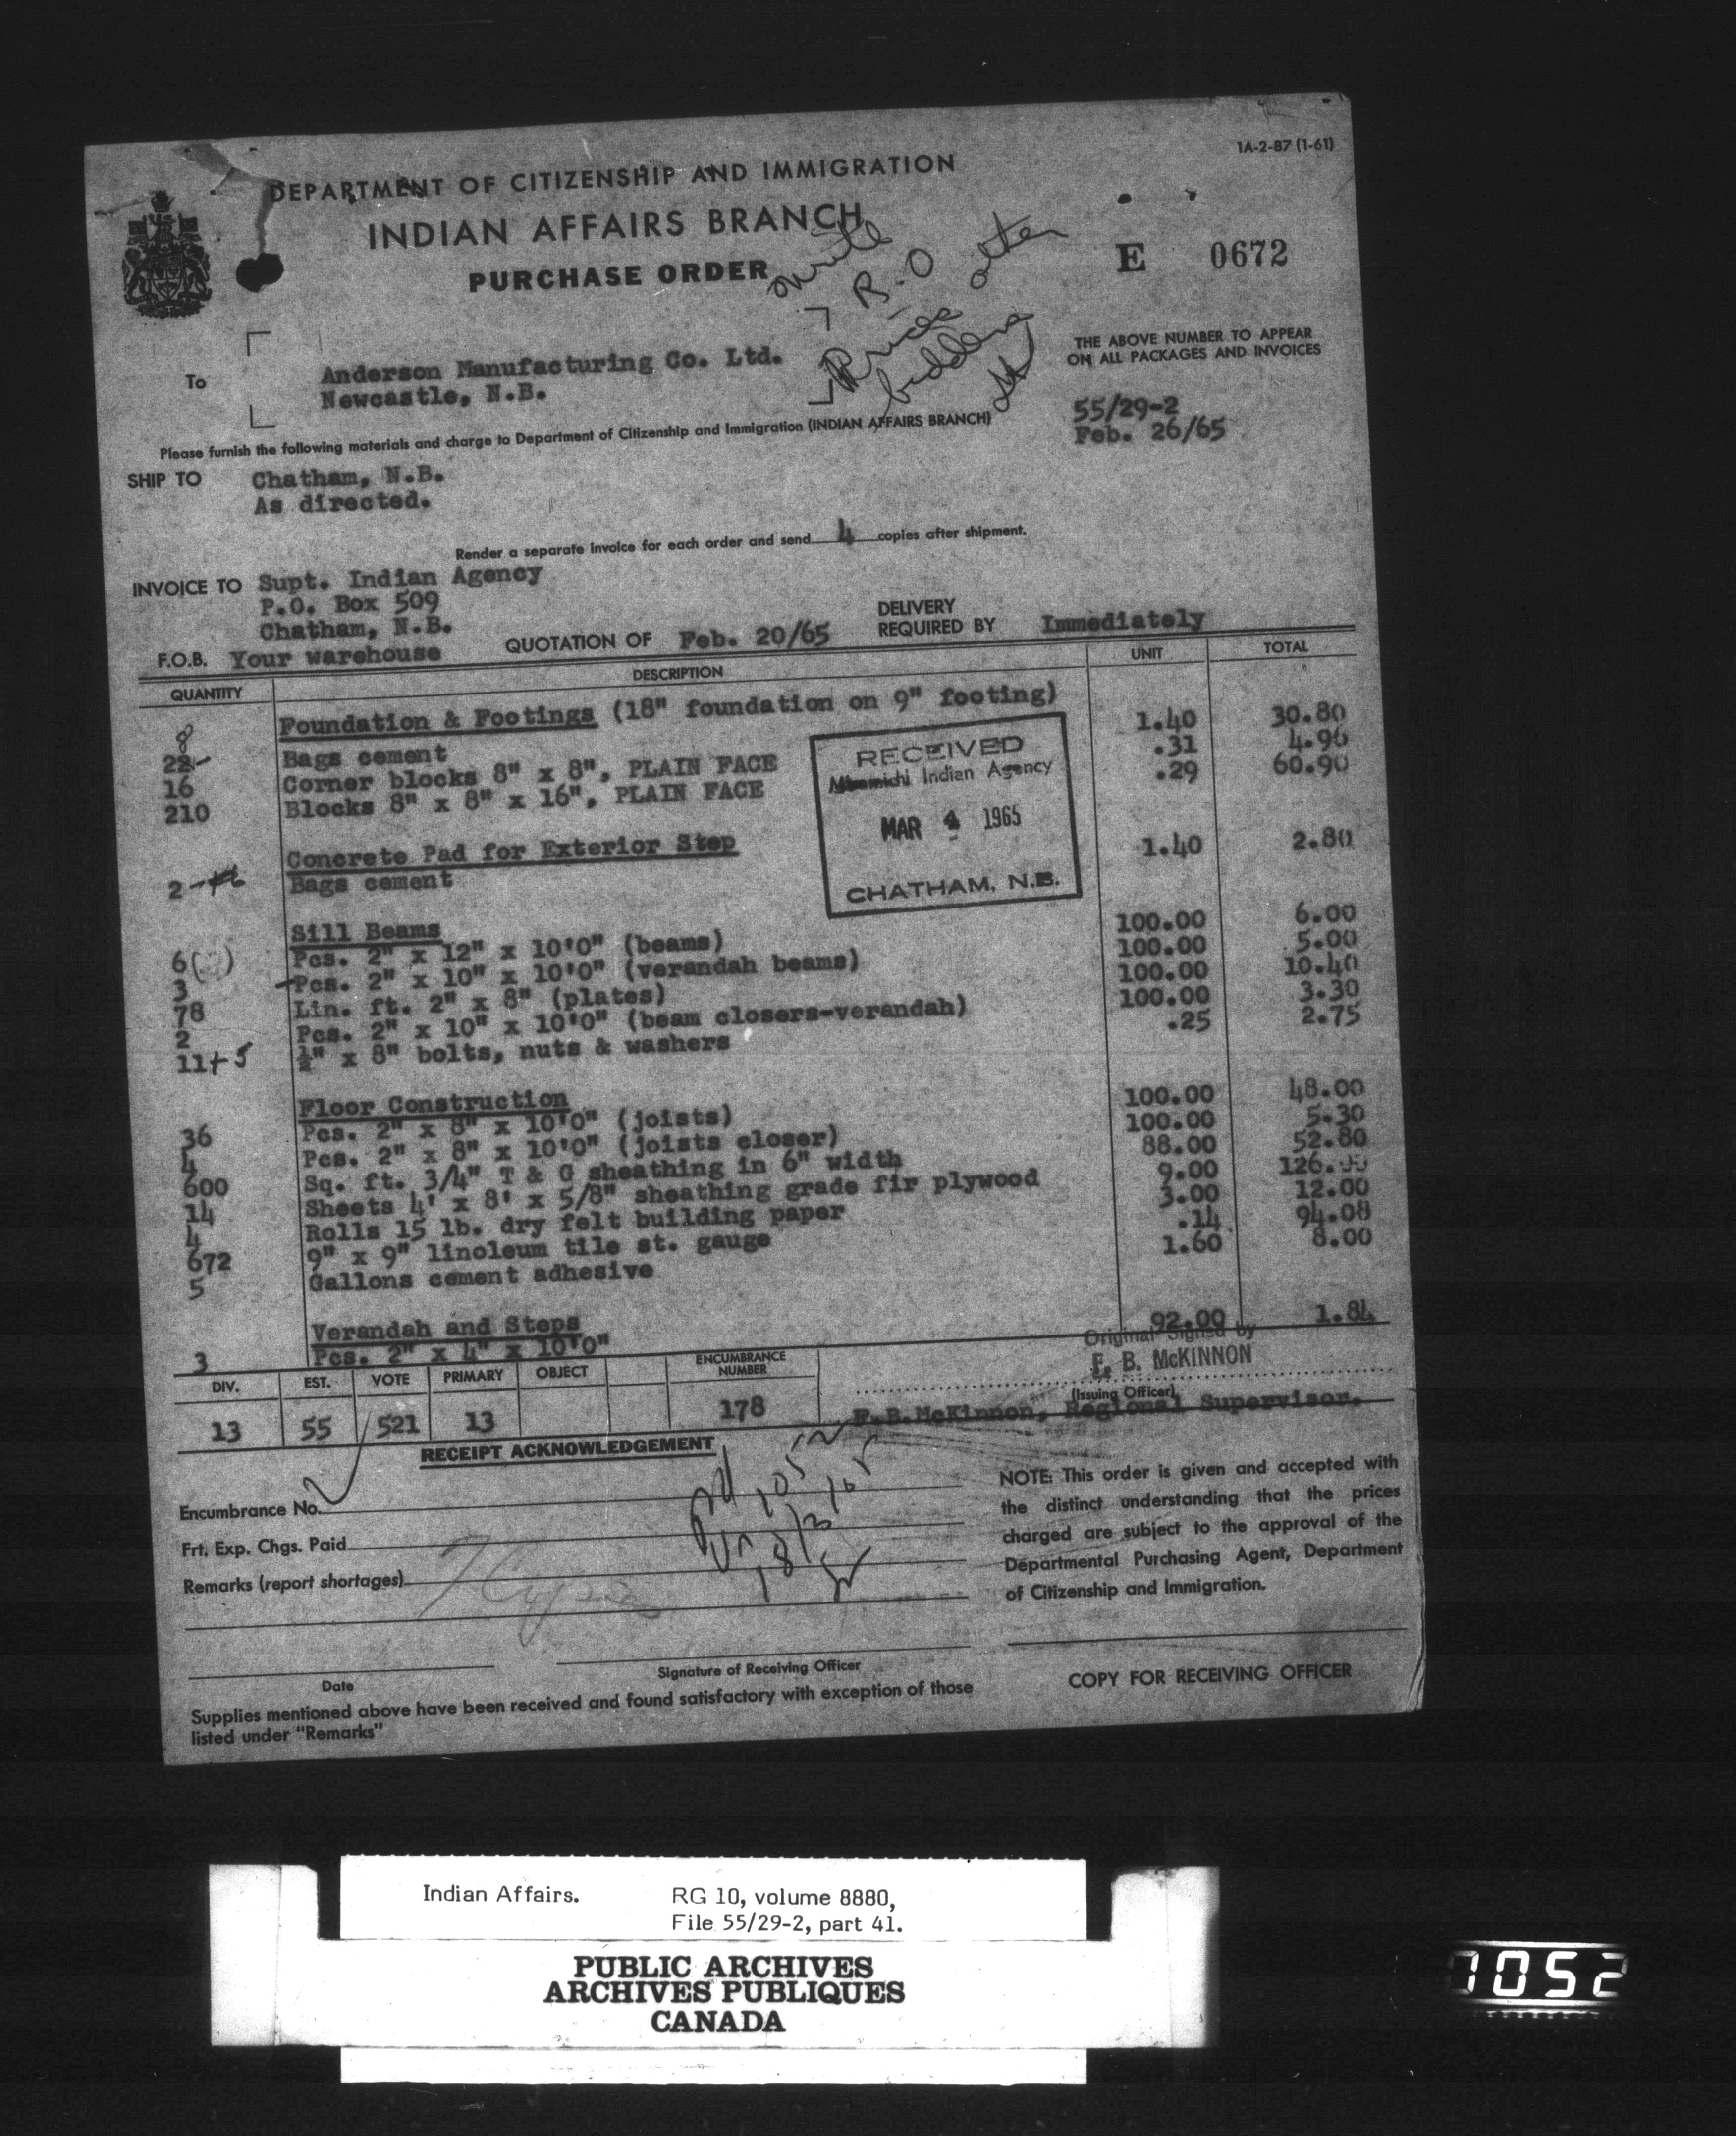 1A-2-87 (1-61)
DEPARTMENT OF CITIZENSHIP AND IMMIGRATION
INDIAN AFFAIRS BRANCH
PURCHASE ORDER
E 0672
write
R.O
Price after
bidding
THE ABOVE NUMBER TO APPEAR
ON ALL PACKAGES AND INVOICES
To Anderson Manufacturing Co. Ltd.
Newcastle, N.B.
55/29-2
Feb. 26/65
Please furnish the following materials and charge to Department of Citizenship and Immigration (INDIAN AFFAIRS BRANCH)
SHIP TO Chatham, N.B.
As directed.
Render a separate invoice for each order and send 4 copies after shipment.
INVOICE TO Supt. Indian Agency
P.O. Box 509
Chatham, N.B.
F.O.B. Your warehouse QUOTATION OF Feb. 20/65 DELIVERY REQUIRED BY Immediately
QUANTITY DESCRIPTION UNIT TOTAL
Foundation & Footings (18" foundation on 9" footing)
8
22 Bags cement 1.40 30.80
16 Corner blocks 8" x 8", PLAIN FACE .31 4.96
210 Blocks 8" x 8" x 16", PLAIN FACE .29 60.90
RECEIVED
Miramichi Indian Agency
MAR 4 1965
CHATHAM, N.B.
Concrete Pad for Exterior Step
2 Bags cement 1.40 2.80
Sill Beams
6 Pcs. 2" x 12" x 10'0" (beams) 100.00 6.00
3 Pcs. 2" x 10" x 10'0" (verandah beams) 100.00 5.00
78 Lin. ft. 2" x 8" (plates) 100.00 10.40
2 Pcs. 2" x 10" x 10'0" (beam closers-verandah) 100.00 3.30
11+5 ½" x 8" bolts, nuts & washers .25 2.75
Floor Construction
36 Pcs. 2" x 8" x 10'0" (joists) 100.00 48.00
4 Pcs. 2" x 8" x 10'0" (joists closer) 100.00 5.30
600 Sq. ft. 3/4" T & G sheathing in 6" width 88.00 52.80
14 Sheets 4' x 8' x 5/8" sheathing grade fir plywood 9.00 126.00
4 Rolls 15 lb. dry felt building paper 3.00 12.00
672 9" x 9" linoleum tile st. gauge .14 94.08
5 Gallons cement adhesive 1.60 8.00
Verandah and Steps
3 Pcs. 2" x 4" x 10'0" 92.00 1.84
DIV. EST. VOTE PRIMARY OBJECT ENCUMBRANCE NUMBER
13 55 521 13 178
Original Signed by
F. B. McKINNON
(Issuing Officer)
F.B.McKinnon, Regional Supervisor.
RECEIPT ACKNOWLEDGEMENT
Encumbrance No.
Frt. Exp. Chgs. Paid
Remarks (report shortages)
NOTE: This order is given and accepted with
the distinct understanding that the prices
charged are subject to the approval of the
Departmental Purchasing Agent, Department
of Citizenship and Immigration.
Date
Signature of Receiving Officer
COPY FOR RECEIVING OFFICER
Supplies mentioned above have been received and found satisfactory with exception of those
listed under "Remarks"
Indian Affairs. RG 10, volume 8880,
File 55/29-2, part 41.
PUBLIC ARCHIVES
ARCHIVES PUBLIQUES
CANADA
1052